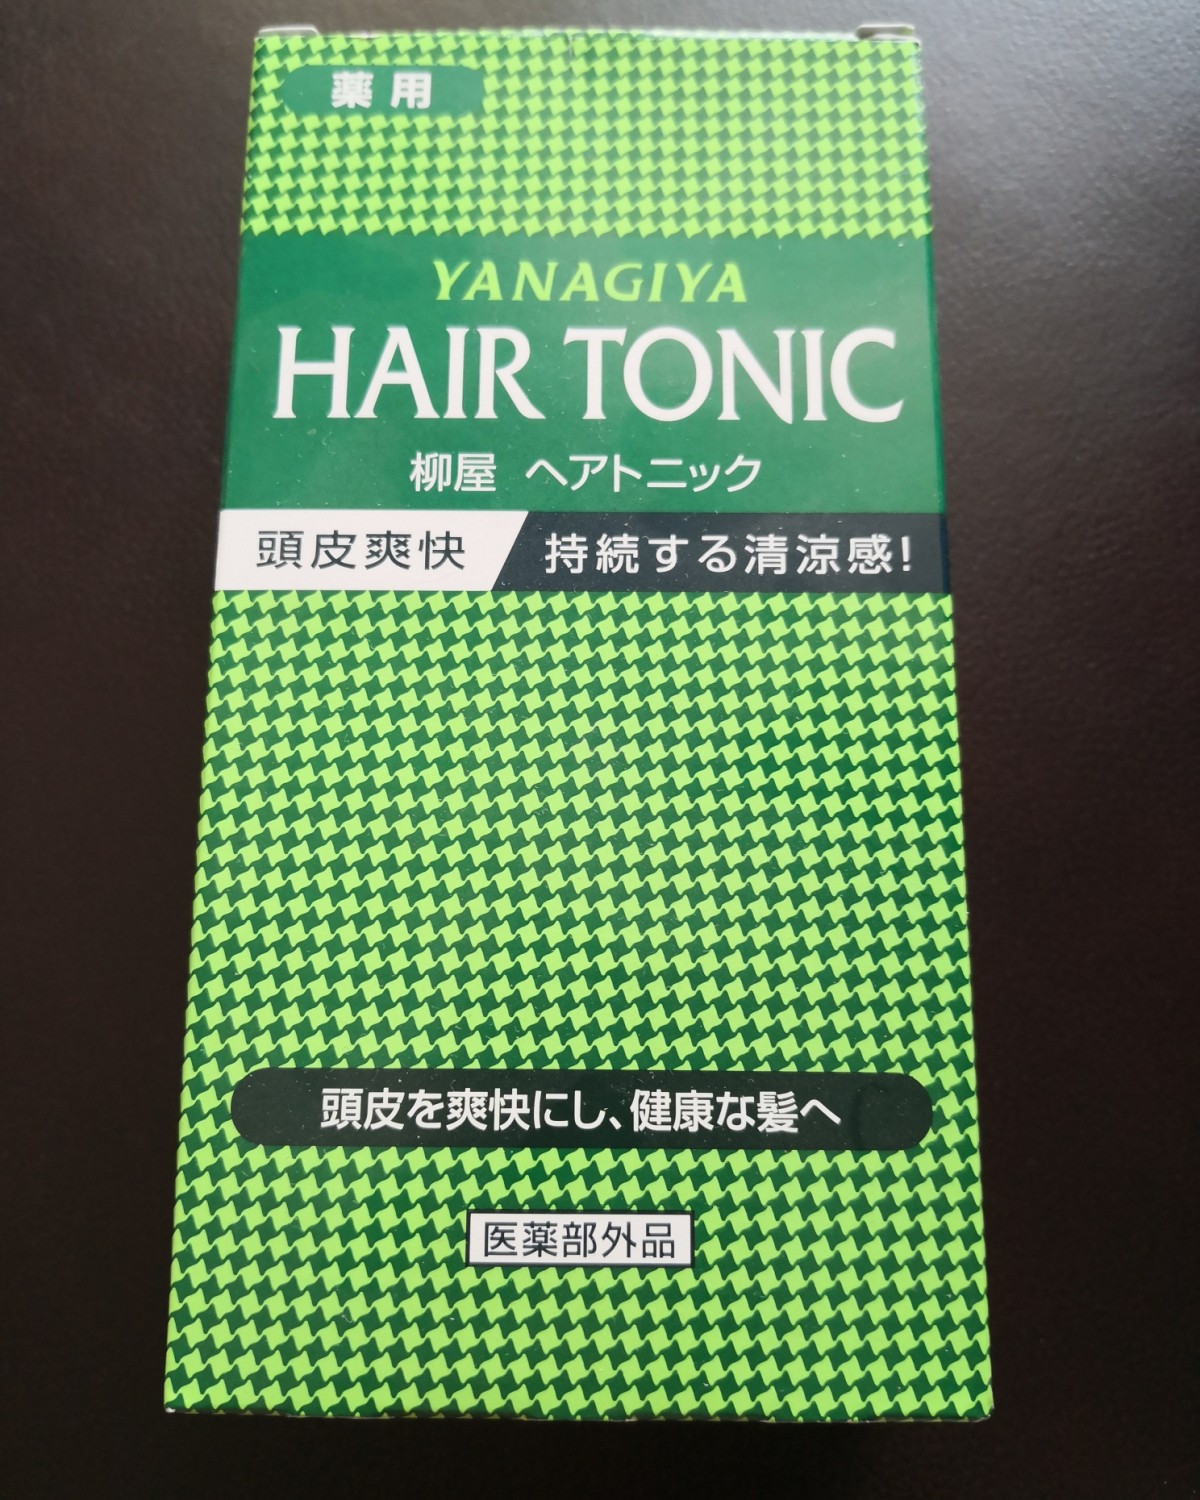 薬用
YANAGIYA
HAIR TONIC
柳屋 ヘアトニック
頭皮爽快 持続する清涼感!
頭皮を爽快にし、健康な髪へ
医薬部外品